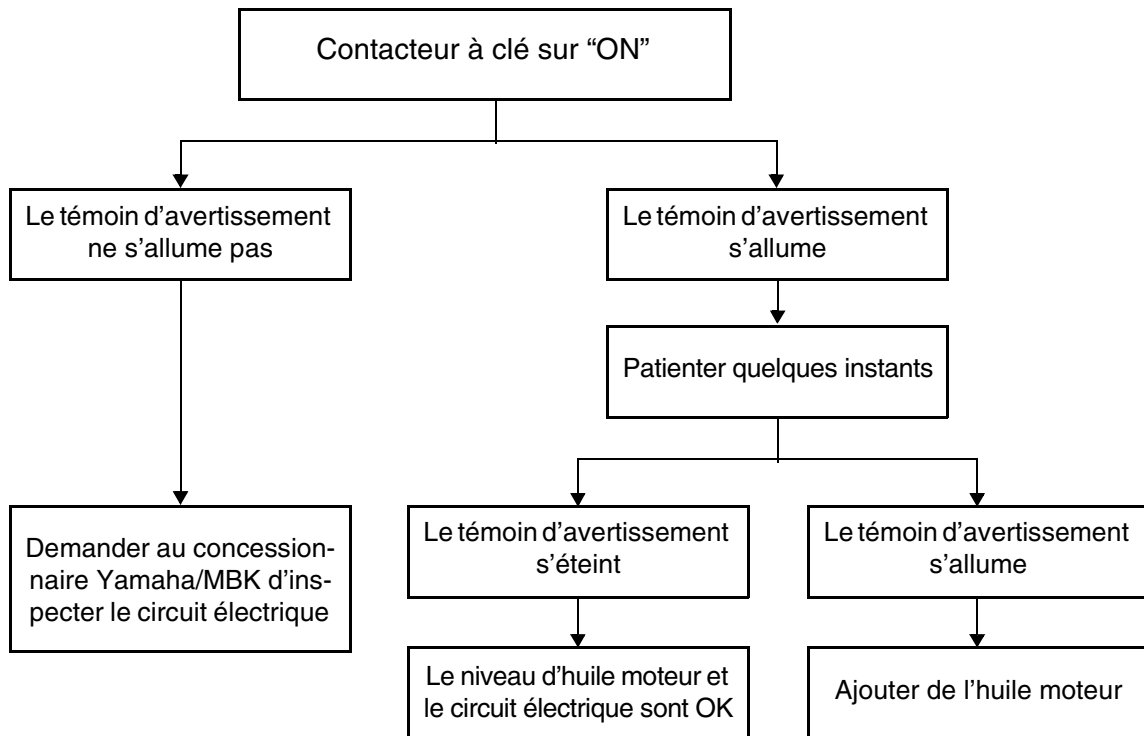 Contacteur à clé sur “ON”
Le témoin d’avertissement
ne s’allume pas
Le témoin d’avertissement
s’allume
Patienter quelques instants
Demander au concession-
naire Yamaha/MBK d’ins-
pecter le circuit électrique
Le témoin d’avertissement
s’éteint
Le témoin d’avertissement
s’allume
Le niveau d’huile moteur et
le circuit électrique sont OK
Ajouter de l’huile moteur